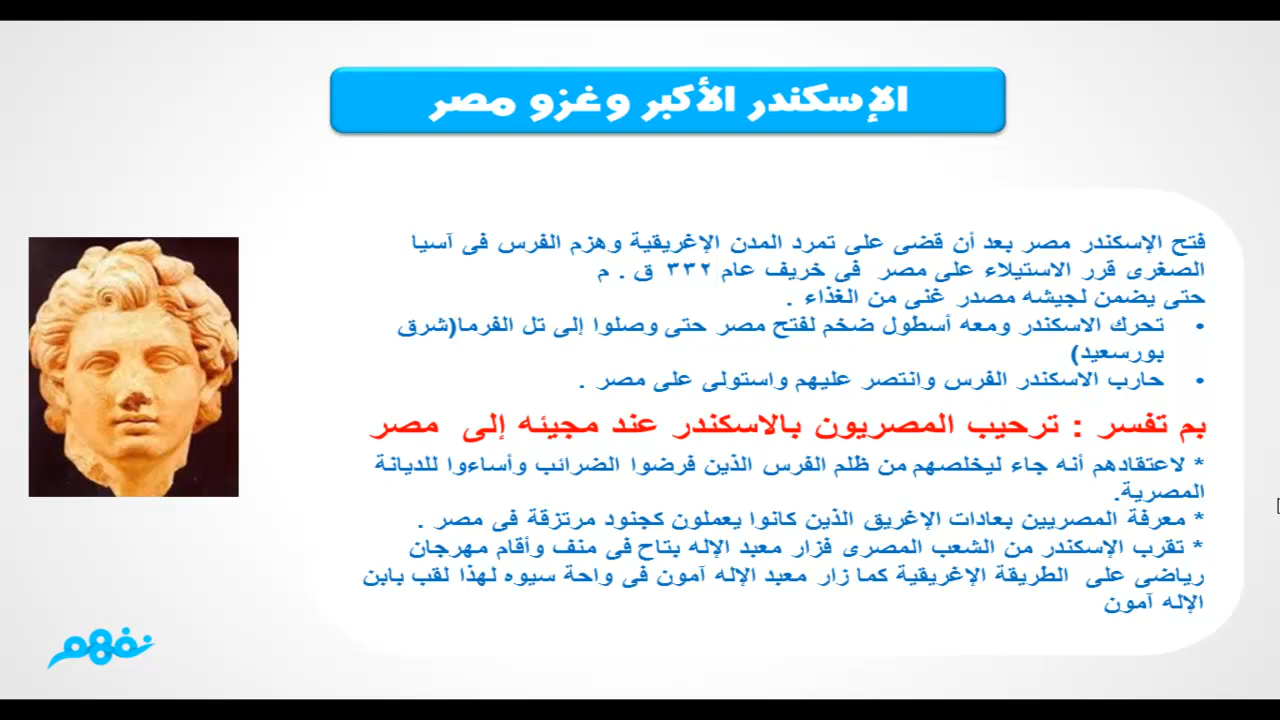 الإسكندر الأكبر وغزو مصر
فتح الإسكندر مصر بعد أن قضى على تمرد المدن الإغريقية وهزم الفرس فى آسيا
الصغرى قرر الاستيلاء على مصر فى خريف عام ٣٣٢ ق . م
حتى يضمن لجيشه مصدر غنى من الغذاء .
• تحرك الاسكندر ومعه أسطول ضخم لفتح مصر حتى وصلوا إلى تل الفرما(شرق
بورسعيد)
• حارب الاسكندر الفرس وانتصر عليهم واستولى على مصر .
بم تفسر : ترحيب المصريون بالاسكندر عند مجيئه إلى مصر
* لاعتقادهم أنه جاء ليخلصهم من ظلم الفرس الذين فرضوا الضرائب وأساءوا للديانة
المصرية.
* معرفة المصريين بعادات الإغريق الذين كانوا يعملون كجنود مرتزقة فى مصر .
* تقرب الإسكندر من الشعب المصرى فزار معبد الإله بتاح فى منف وأقام مهرجان
رياضى على الطريقة الإغريقية كما زار معبد الإله آمون فى واحة سيوه لهذا لقب بابن
الإله آمون
نفهم